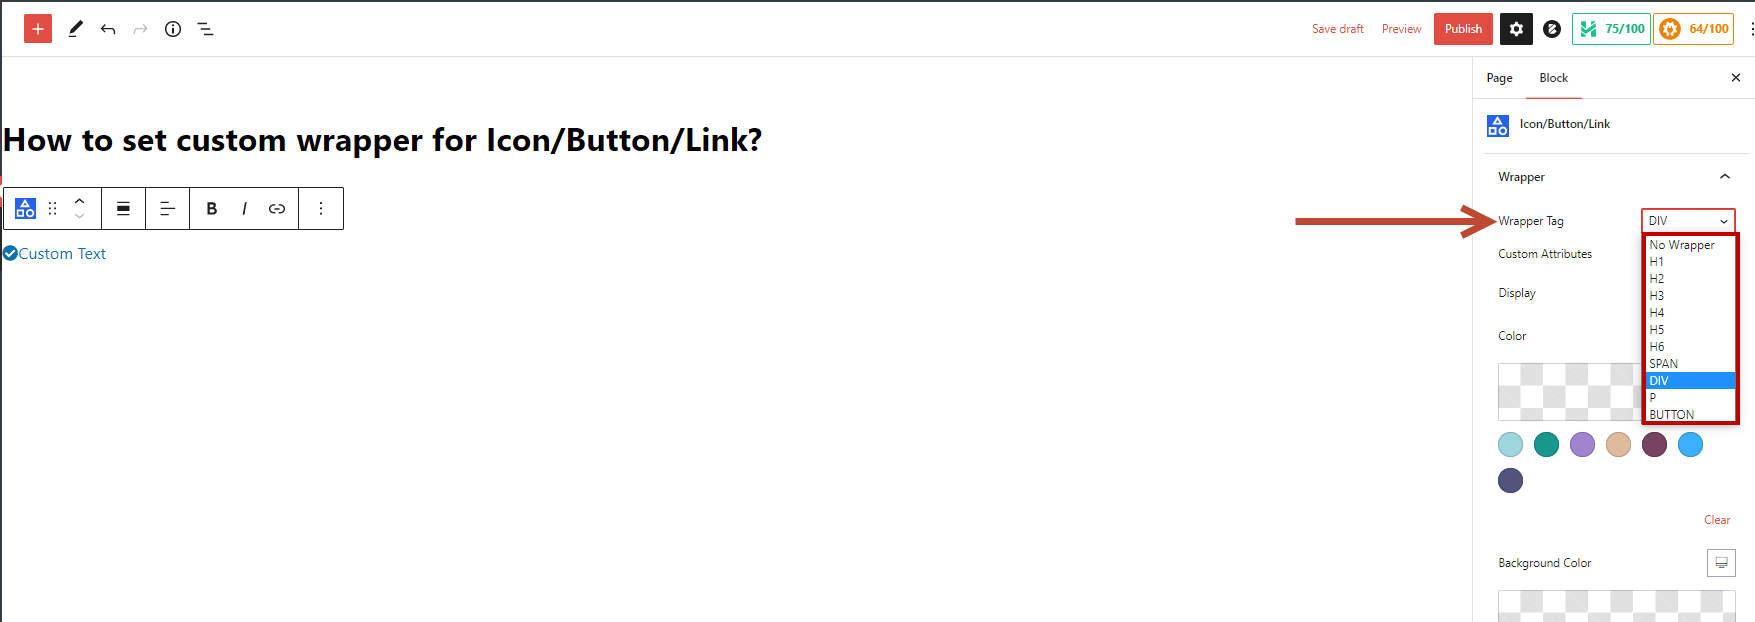 Save draft Preview Publish 75/100 64/100
Page Block
Icon/Button/Link
How to set custom wrapper for Icon/Button/Link?
Wrapper
B I
Wrapper Tag DIV
Custom Text
Custom Attributes
Display
Color
No Wrapper
H1
H2
H3
H4
H5
H6
SPAN
DIV
P
BUTTON
Clear
Background Color